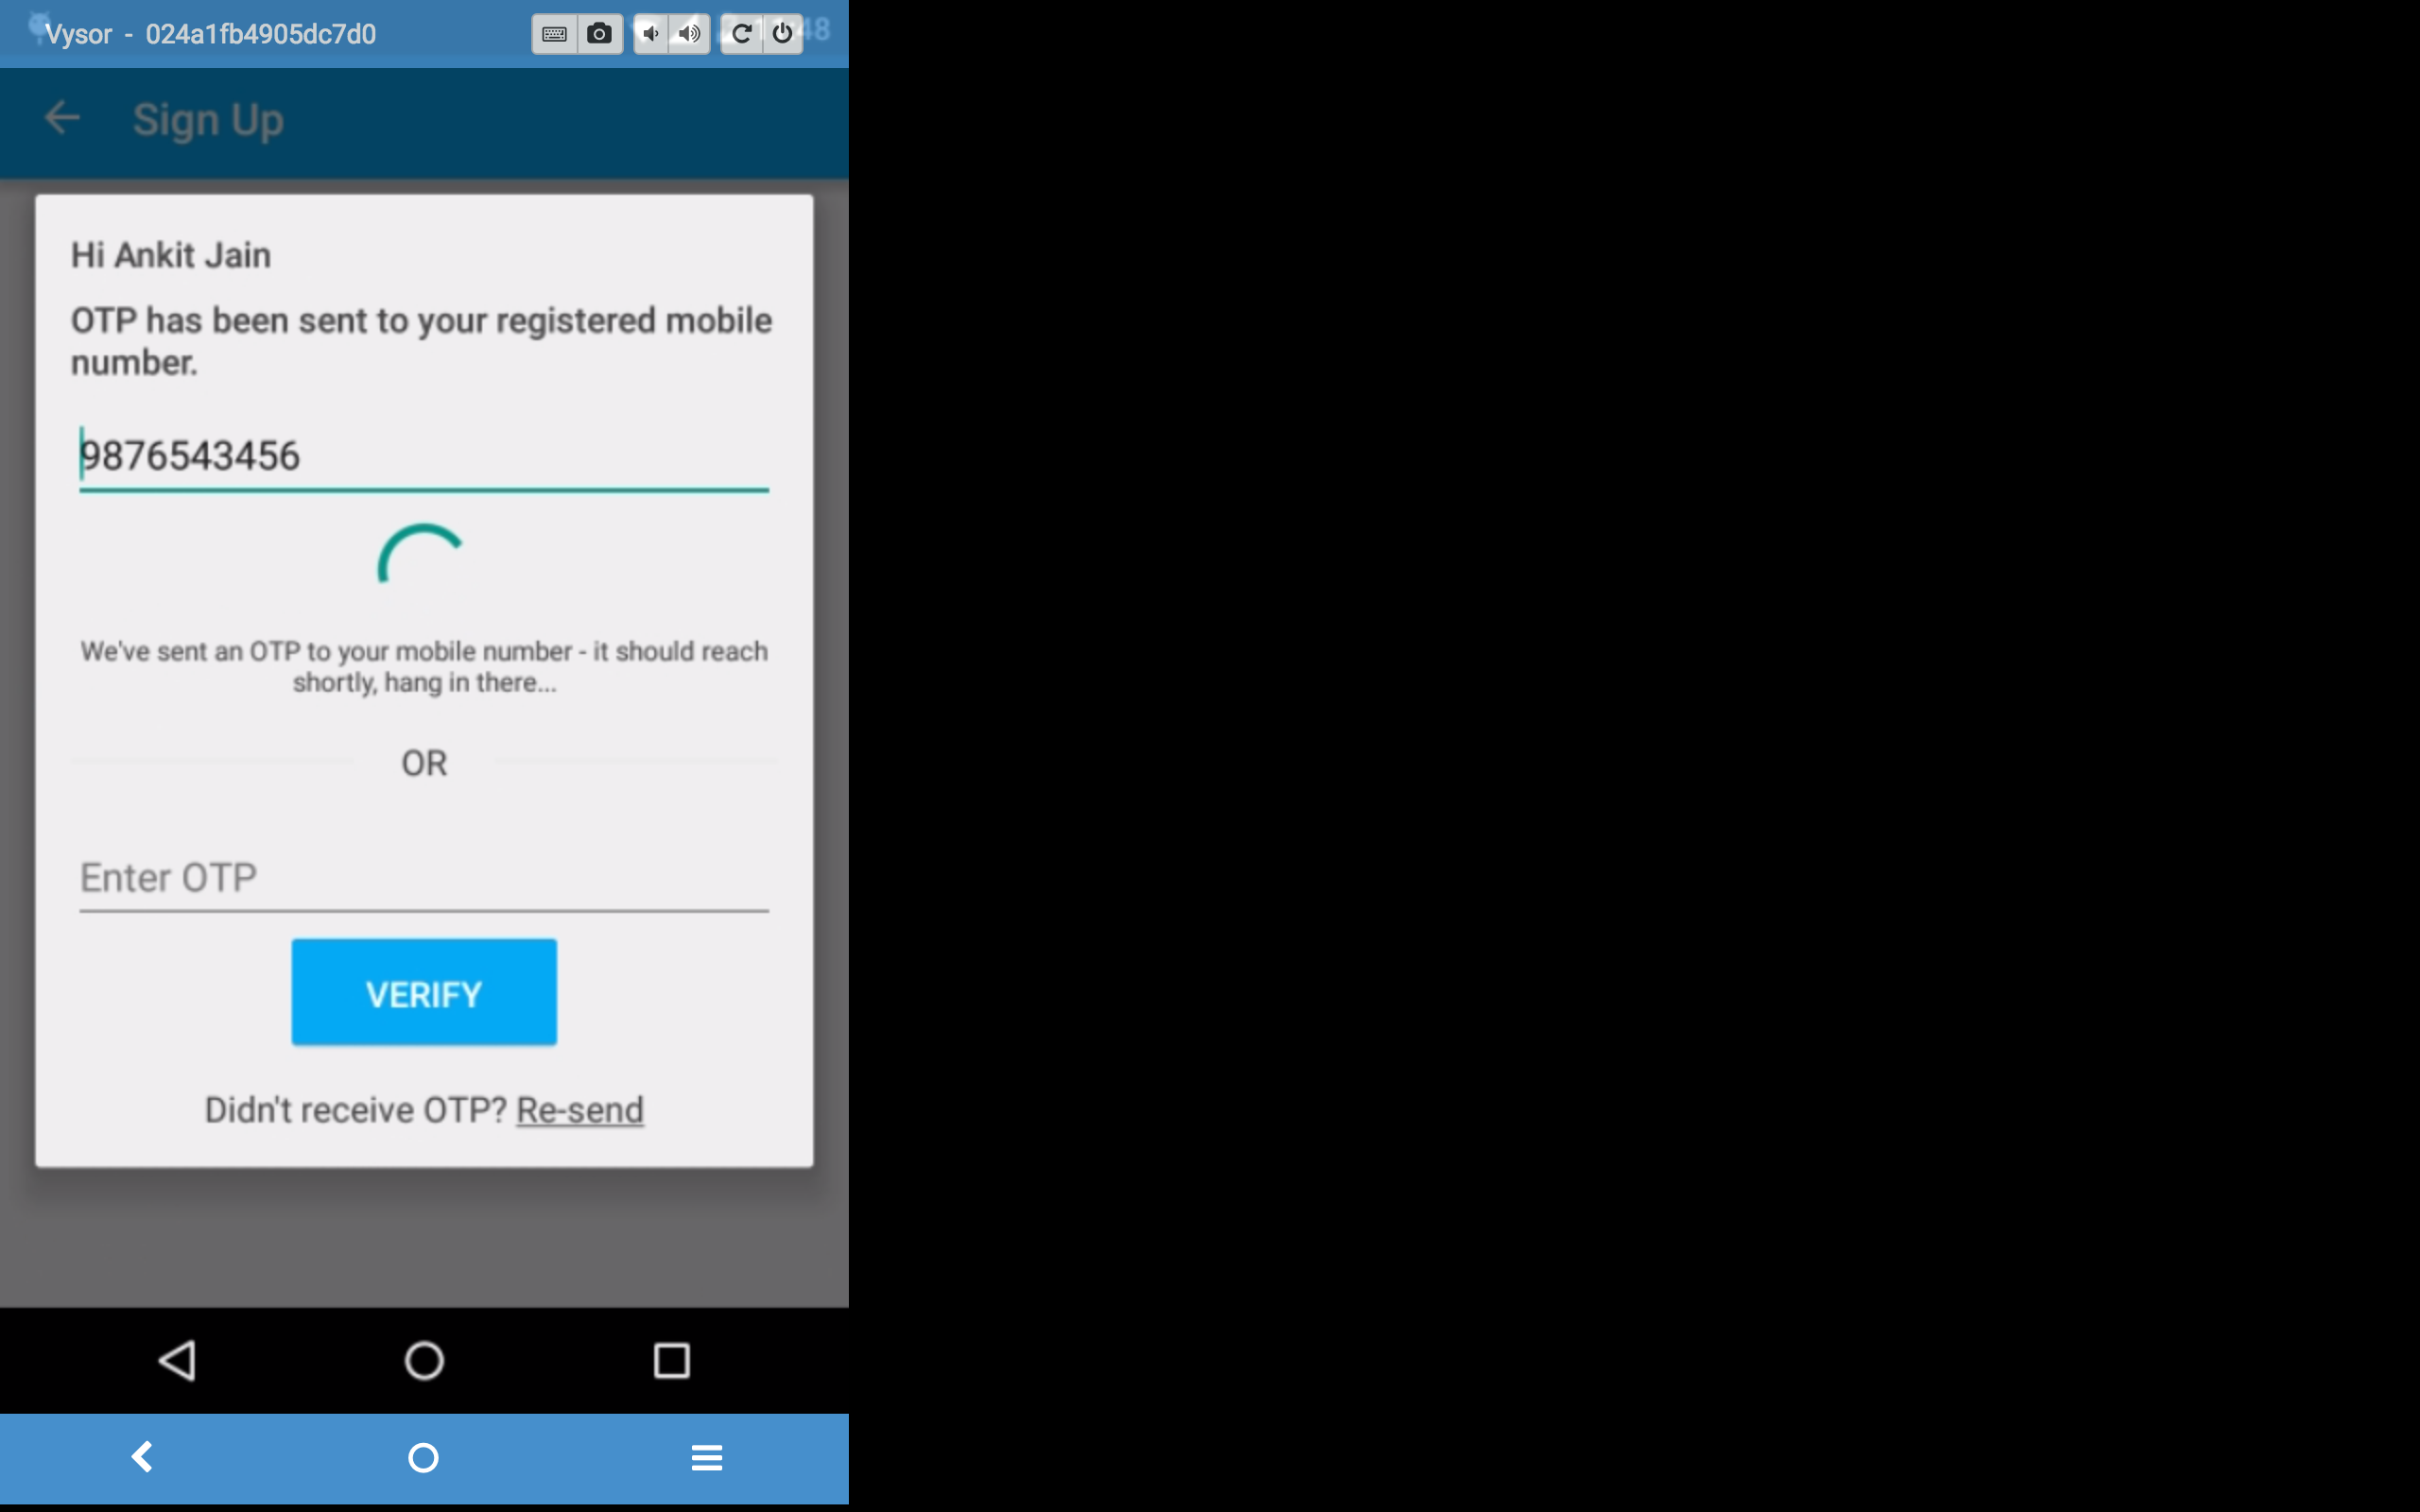 Vysor - 024a1fb4905dc7d0
Sign Up
Hi Ankit Jain
OTP has been sent to your registered mobile
number.
9876543456
We've sent an OTP to your mobile number - it should reach
shortly, hang in there...
OR
Enter OTP
VERIFY
Didn't receive OTP? Re-send